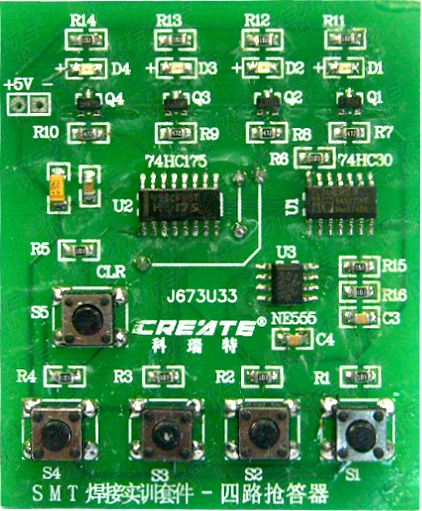 R14 R13 R12 R11
+5V -
+ D4 + D3 + D2 + D1
Q4 Q3 Q2 Q1
R10 R9 R8 R7
74HC175 R6 74HC30
U2 U1
R5 U3
CLR R15
J673U33 R16
S5 CREATE® NE555 C3
科瑞特 C4
R4 R3 R2 R1
S4 S3 S2 S1
SMT焊接实训套件-四路抢答器